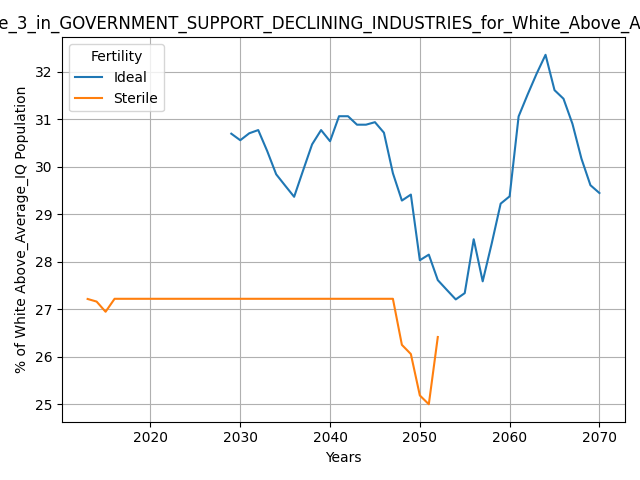 e_3_in_GOVERNMENT_SUPPORT_DECLINING_INDUSTRIES_for_White_Above_A
Fertility
Ideal
Sterile
% of White Above_Average_IQ Population
32
31
30
29
28
27
26
25
2020 2030 2040 2050 2060 2070
Years